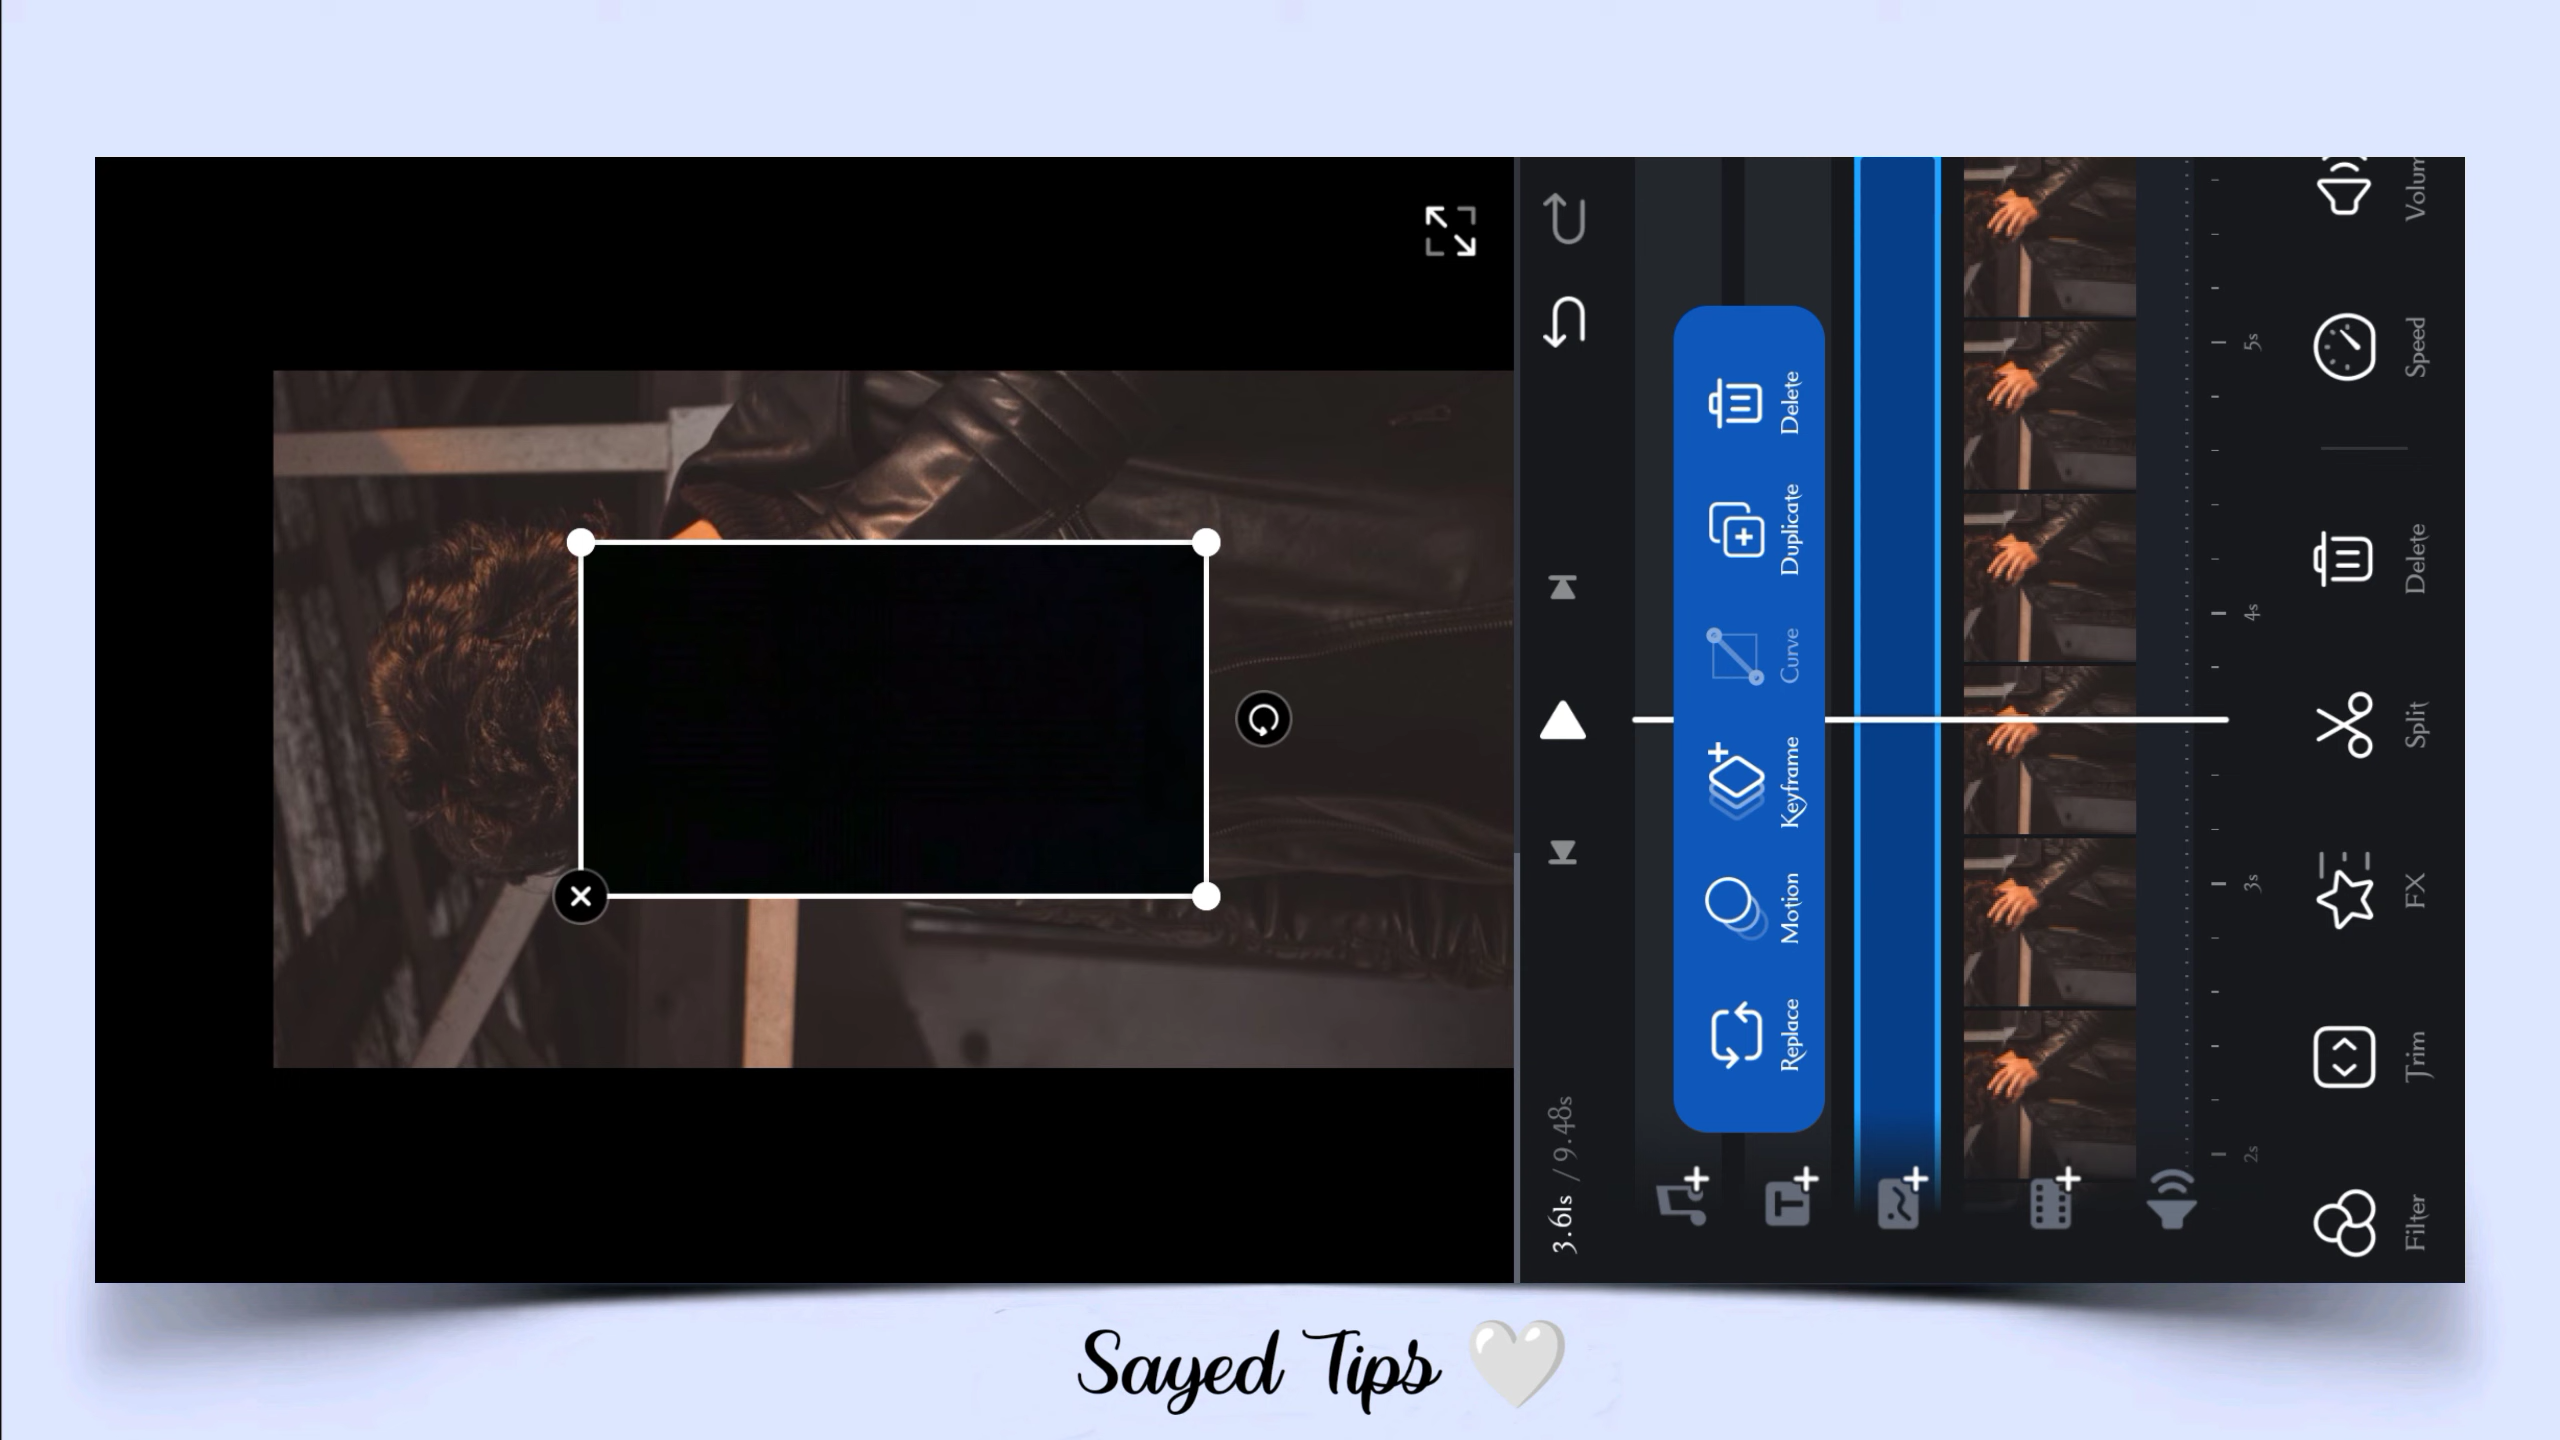 3.61s / 9.48s
Replace
Motion
Keyframe
Curve
Duplicate
Delete
2s
3s
4s
5s
Filter
Trim
FX
Split
Delete
Speed
Volum
Sayed Tips 🤍